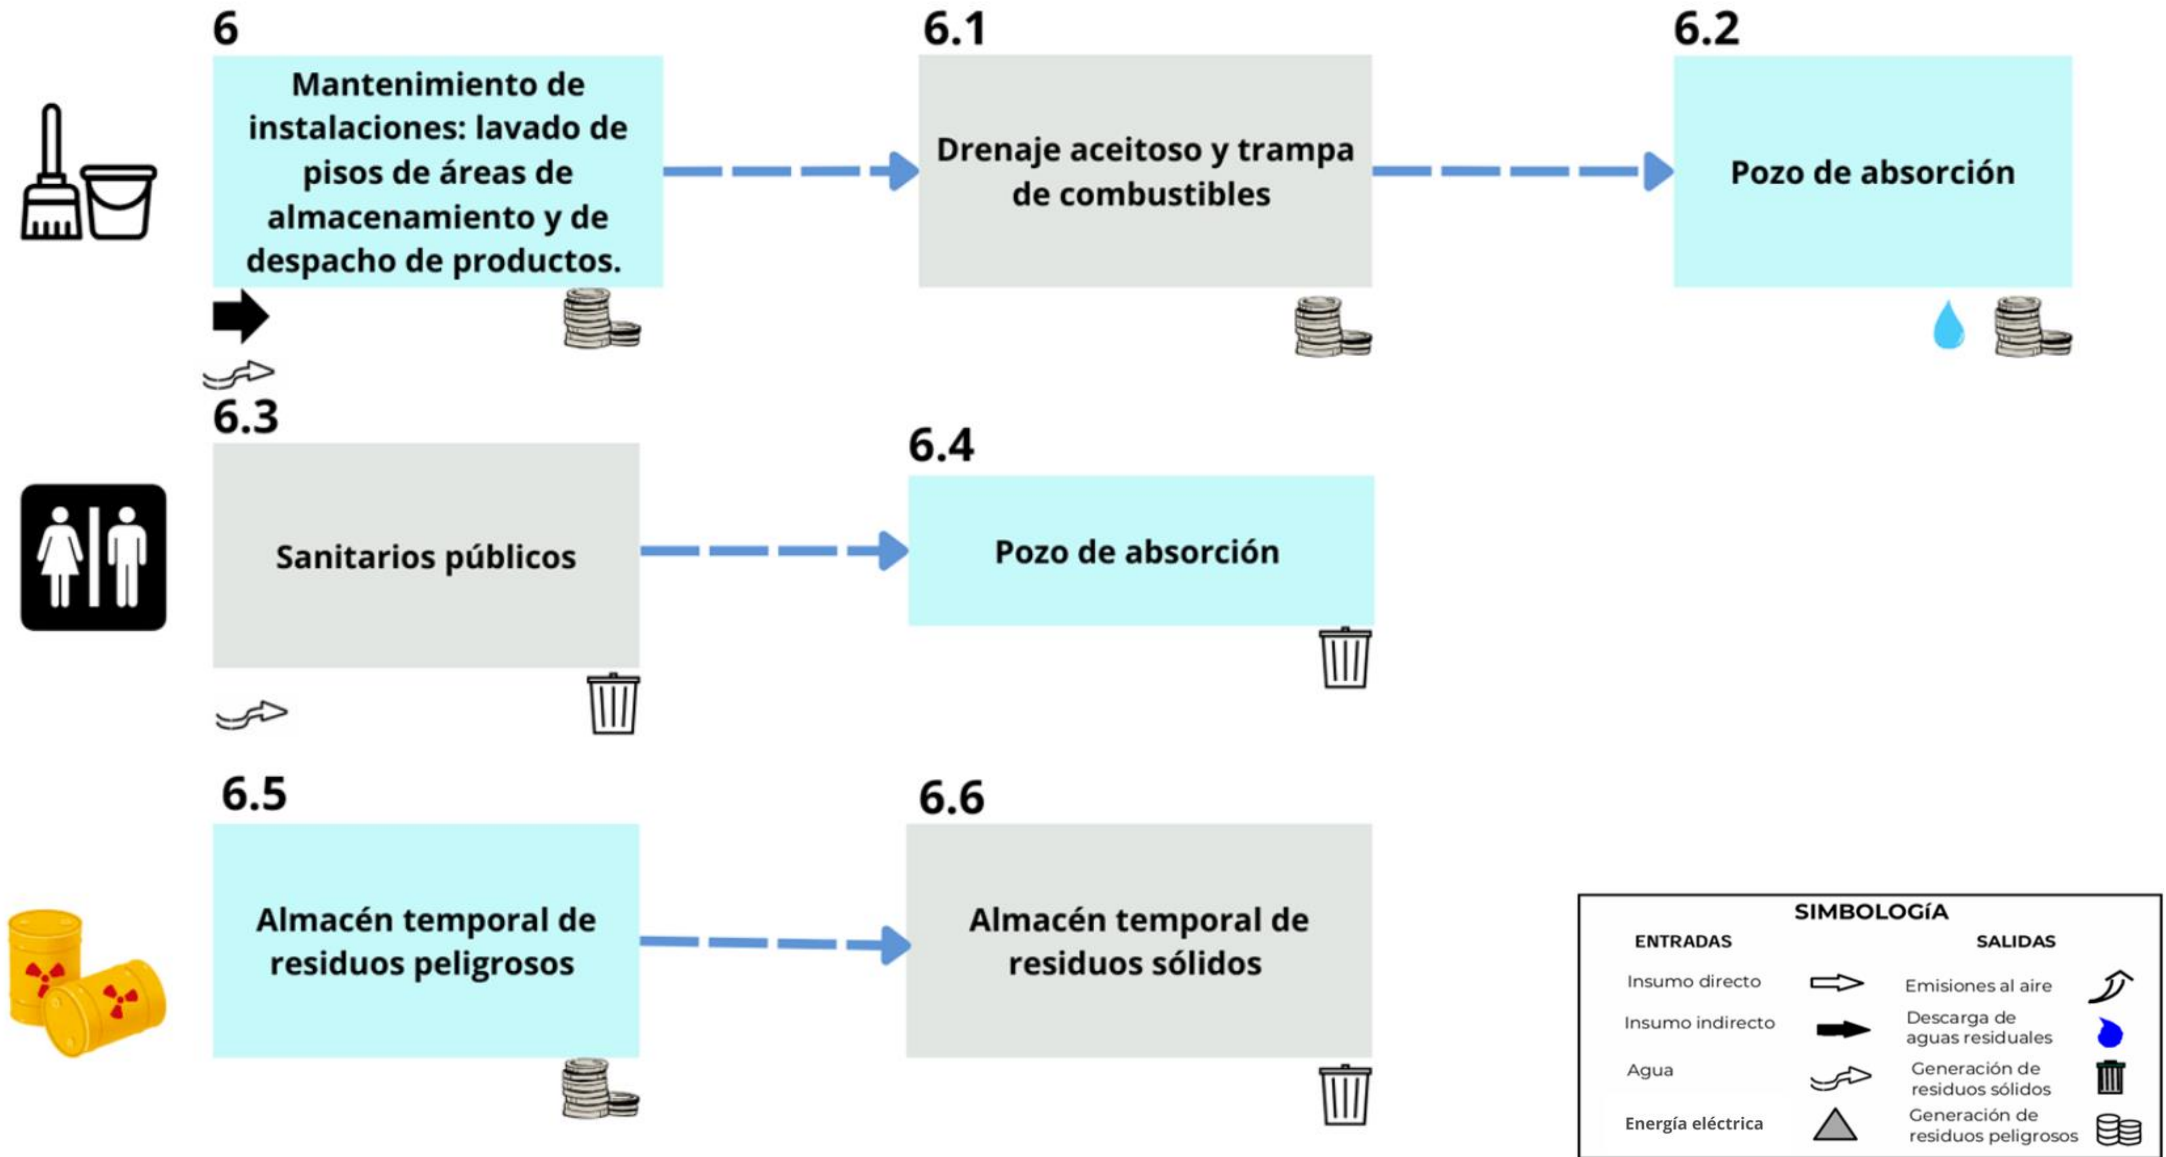 6
Mantenimiento de
instalaciones: lavado de
pisos de áreas de
almacenamiento y de
despacho de productos.
6.1
Drenaje aceitoso y trampa
de combustibles
6.2
Pozo de absorción
6.3
Sanitarios públicos
6.4
Pozo de absorción
6.5
Almacén temporal de
residuos peligrosos
6.6
Almacén temporal de
residuos sólidos
SIMBOLOGíA
ENTRADAS
Insumo directo
Insumo indirecto
Agua
Energía eléctrica
SALIDAS
Emisiones al aire
Descarga de
aguas residuales
Generación de
residuos sólidos
Generación de
residuos peligrosos